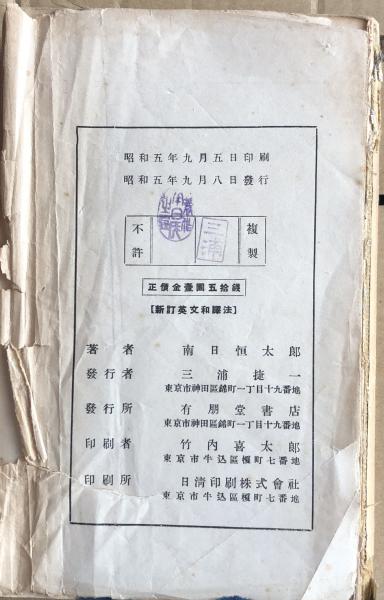 昭和五年九月五日印刷
昭和五年九月八日發行
不許
複製
三浦
正價金壹圓五拾錢
【新訂英文和譯法】
著者 南日恒太郎
發行者 三浦捷一
東京市神田區錦町一丁目十九番地
發行所 有朋堂書店
東京市神田區錦町一丁目十九番地
印刷者 竹內喜太郎
東京市牛込區榎町七番地
印刷所 日清印刷株式會社
東京市牛込區榎町七番地